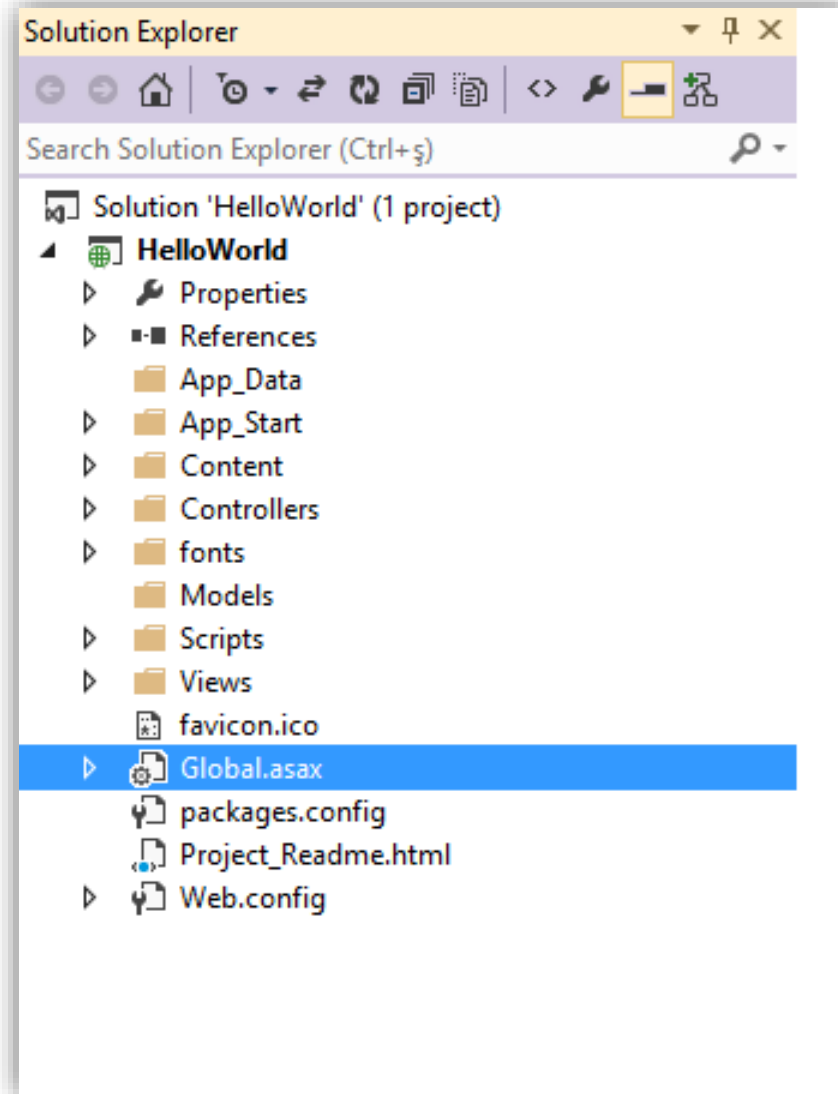 Solution Explorer
Search Solution Explorer (Ctrl+ş)
Solution 'HelloWorld' (1 project)
HelloWorld
Properties
References
App_Data
App_Start
Content
Controllers
fonts
Models
Scripts
Views
favicon.ico
Global.asax
packages.config
Project_Readme.html
Web.config